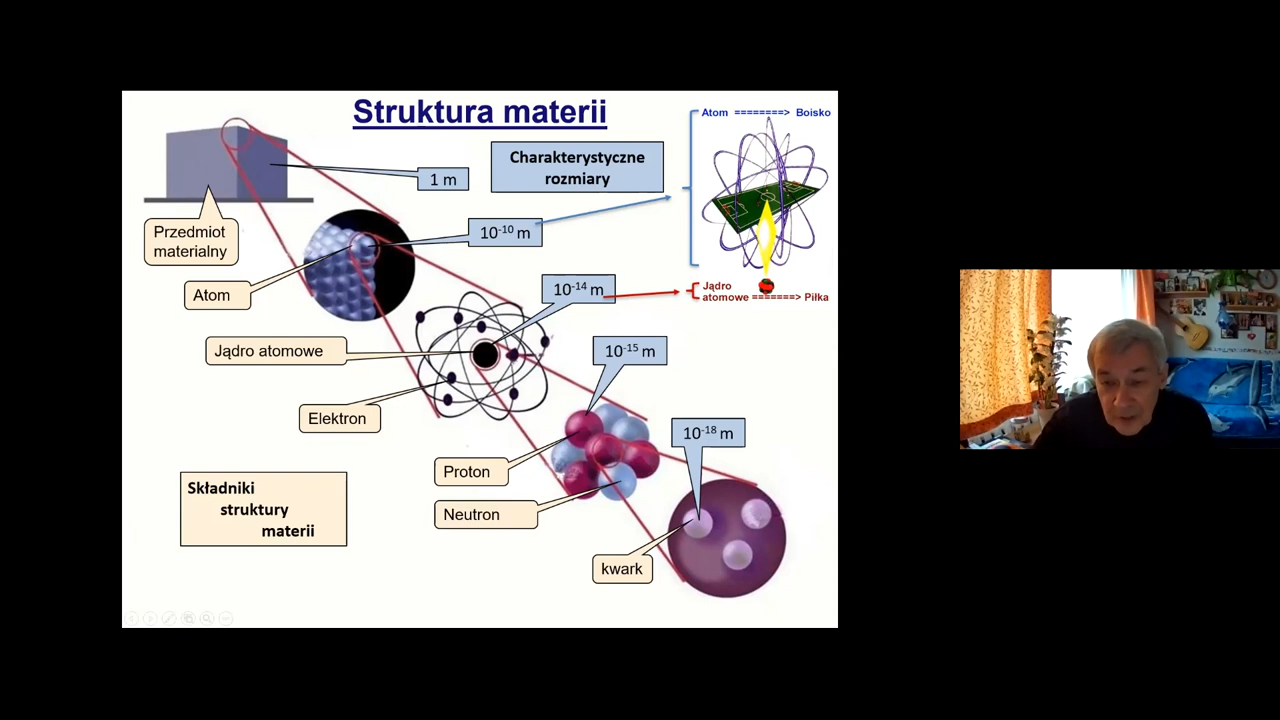 Struktura materii
Atom ========> Boisko
Charakterystyczne
rozmiary
1 m
Przedmiot
materialny
10⁻¹⁰ m
Atom
10⁻¹⁴ m
Jądro
atomowe =======> Piłka
Jądro atomowe
10⁻¹⁵ m
Elektron
10⁻¹⁸ m
Proton
Składniki
struktury
materii
Neutron
kwark